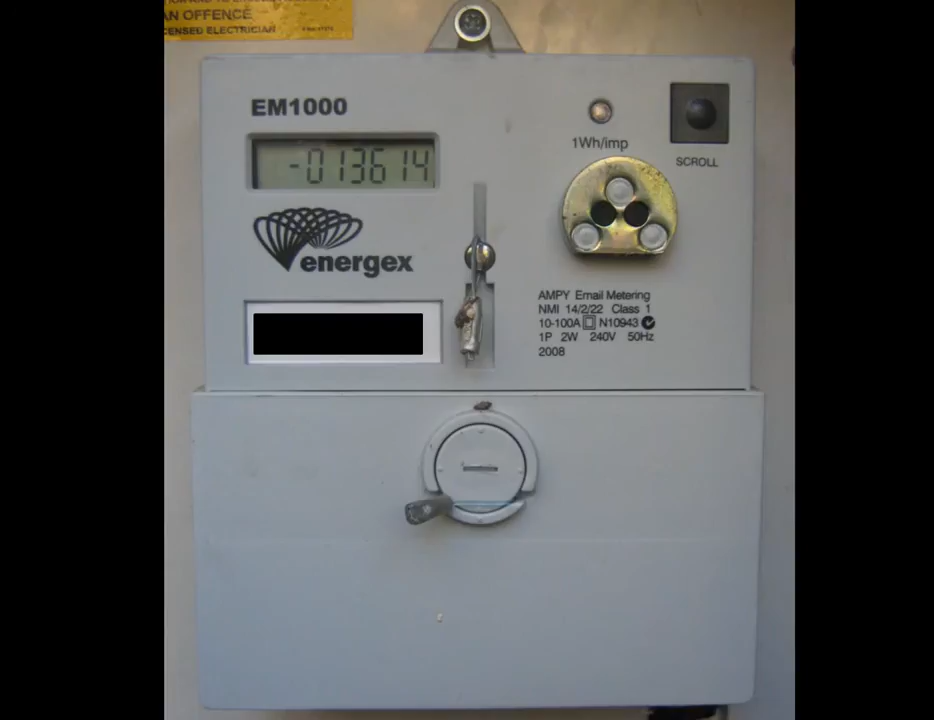 AN OFFENCE
ENSED ELECTRICIAN
EM1000
-013614
energex
1Wh/imp
SCROLL
AMPY Email Metering
NMI 14/2/22 Class 1
10-100A N10943
1P 2W 240V 50Hz
2008